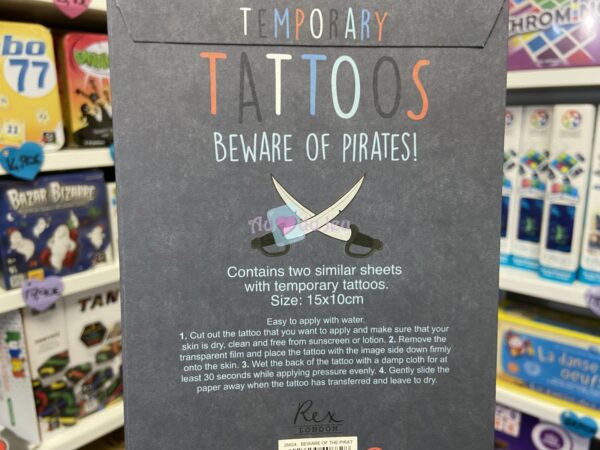 TEMPORARY
TATTOOS
BEWARE OF PIRATES!
Contains two similar sheets
with temporary tattoos.
Size: 15x10cm
Easy to apply with water.
1. Cut out the tattoo that you want to apply and make sure that your
skin is dry, clean and free from sunscreen or lotion. 2. Remove the
transparent film and place the tattoo with the image side down firmly
onto the skin. 3. Wet the back of the tattoo with a damp cloth for at
least 30 seconds while applying pressure evenly. 4. Gently slide the
paper away when the tattoo has transferred and leave to dry.
Rex
LONDON
bo
77
BAZAR BIZARRE
TAN
HROMIN
La danse